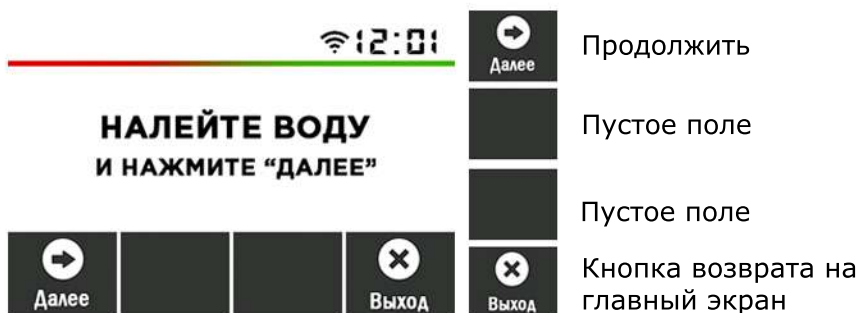 12:01
НАЛЕЙТЕ ВОДУ
И НАЖМИТЕ “ДАЛЕЕ”
Далее
Выход
Далее
Продолжить
Пустое поле
Пустое поле
Выход
Кнопка возврата на
главный экран